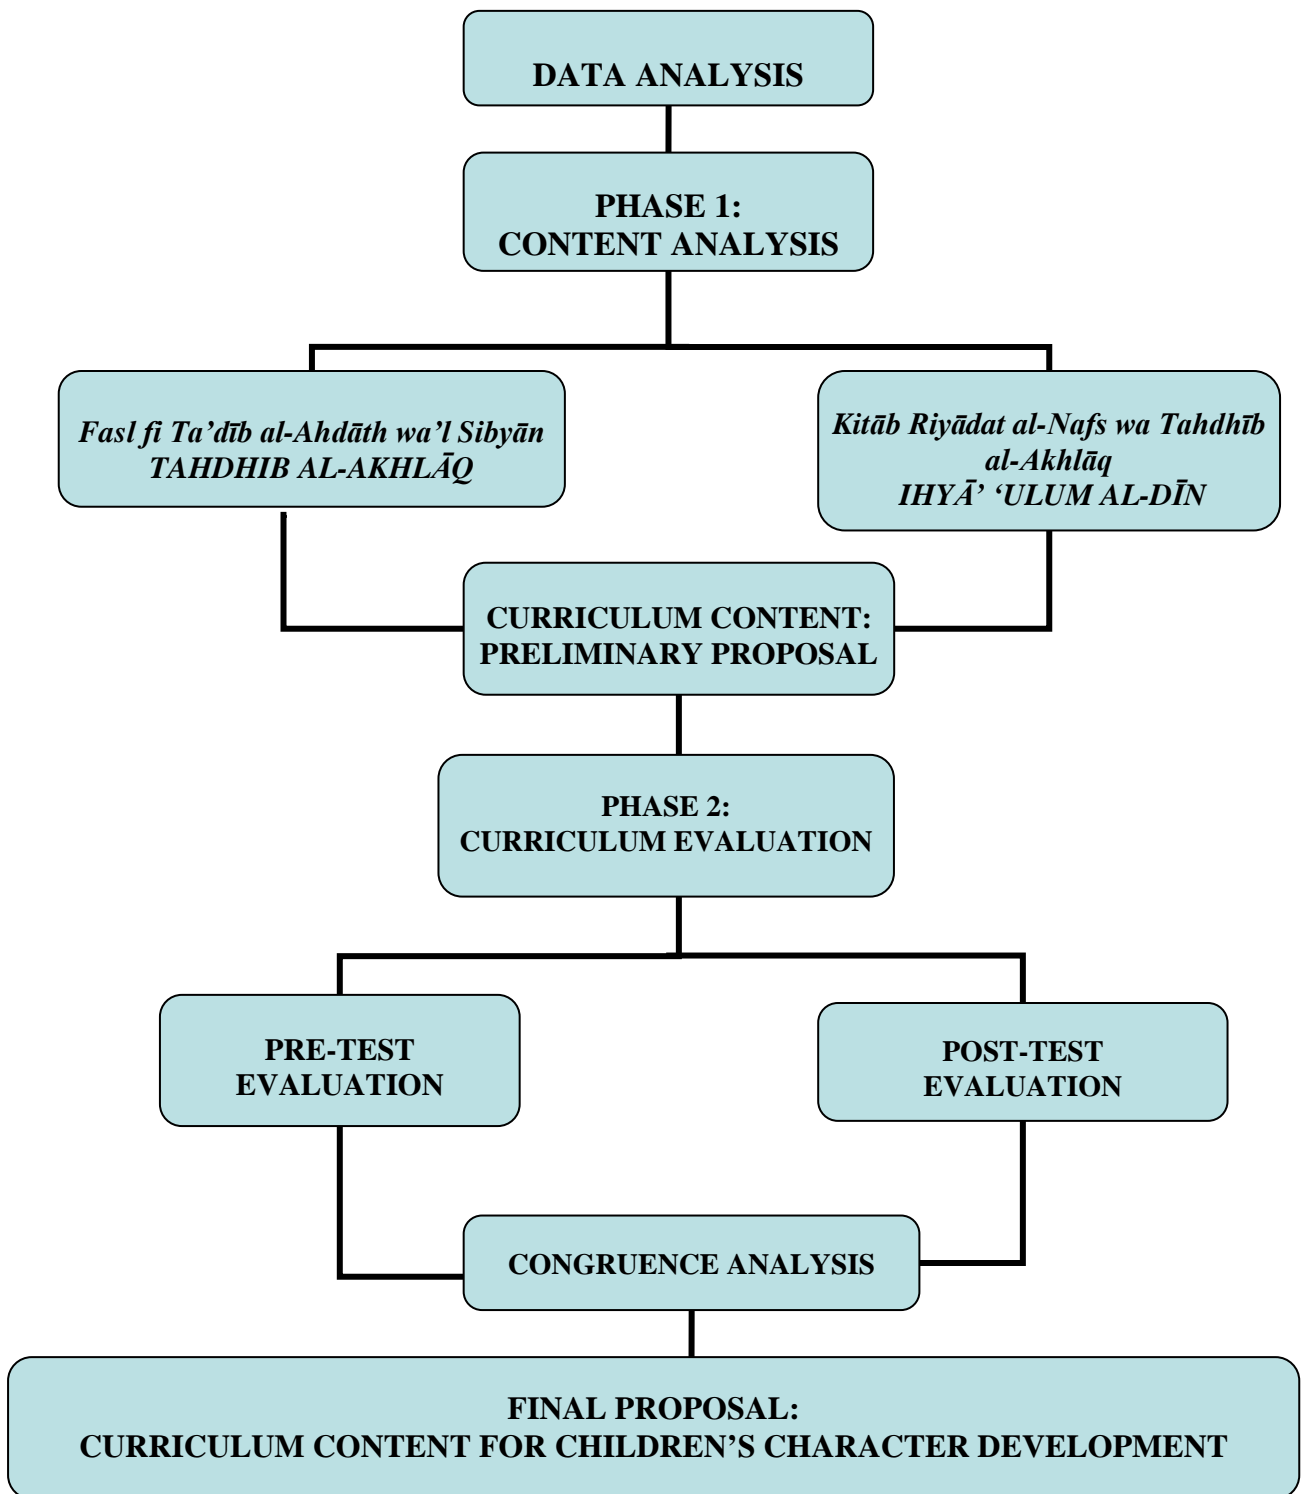 DATA ANALYSIS
PHASE 1:
CONTENT ANALYSIS
Fasl fi Ta’dīb al-Ahdāth wa’l Sibyān
TAHDHIB AL-AKHLĀQ
Kitāb Riyādat al-Nafs wa Tahdhīb
al-Akhlāq
IHYĀ’ ‘ULUM AL-DĪN
CURRICULUM CONTENT:
PRELIMINARY PROPOSAL
PHASE 2:
CURRICULUM EVALUATION
PRE-TEST
EVALUATION
POST-TEST
EVALUATION
CONGRUENCE ANALYSIS
FINAL PROPOSAL:
CURRICULUM CONTENT FOR CHILDREN’S CHARACTER DEVELOPMENT